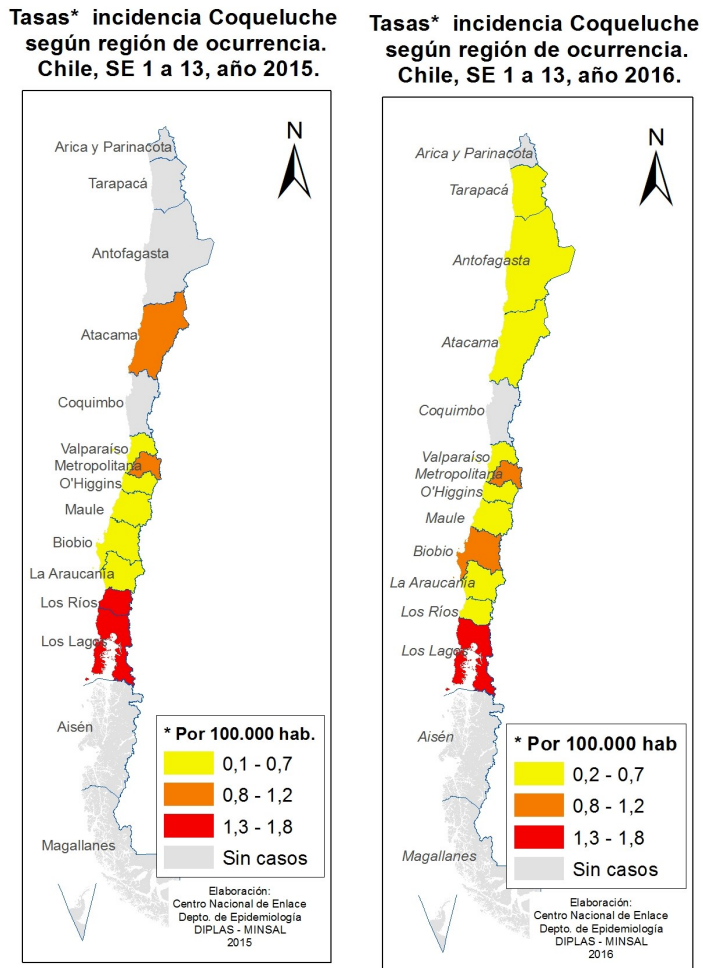 Tasas* incidencia Coqueluche
según región de ocurrencia.
Chile, SE 1 a 13, año 2015.
N
Arica y Parinacota
Tarapacá
Antofagasta
Atacama
Coquimbo
Valparaíso
Metropolitana
O'Higgins
Maule
Biobio
La Araucanía
Los Ríos
Los Lagos
Aisén
Magallanes
* Por 100.000 hab.
0,1 - 0,7
0,8 - 1,2
1,3 - 1,8
Sin casos
Elaboración:
Centro Nacional de Enlace
Depto. de Epidemiología
DIPLAS - MINSAL
2015
Tasas* incidencia Coqueluche
según región de ocurrencia.
Chile, SE 1 a 13, año 2016.
N
Arica y Parinacota
Tarapacá
Antofagasta
Atacama
Coquimbo
Valparaíso
Metropolitana
O'Higgins
Maule
Biobio
La Araucanía
Los Ríos
Los Lagos
Aisén
Magallanes
* Por 100.000 hab
0,2 - 0,7
0,8 - 1,2
1,3 - 1,8
Sin casos
Elaboración:
Centro Nacional de Enlace
Depto. de Epidemiología
DIPLAS - MINSAL
2016